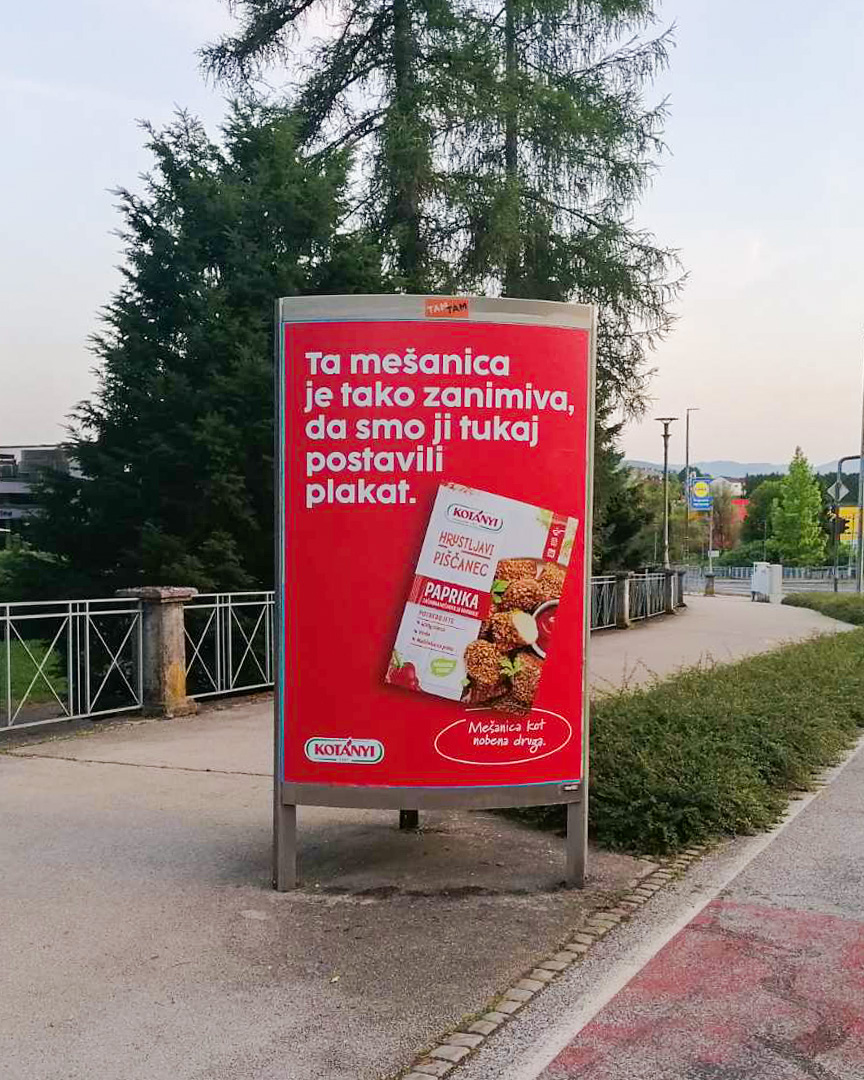 TAM TAM
Ta mešanica
je tako zanimiva,
da smo ji tukaj
postavili
plakat.
KOTÁNYI
HRUSTLJAVI
PIŠČANEC
PAPRIKA
POTREBUJETE
KOTÁNYI
Mešanica kot
nobena druga.